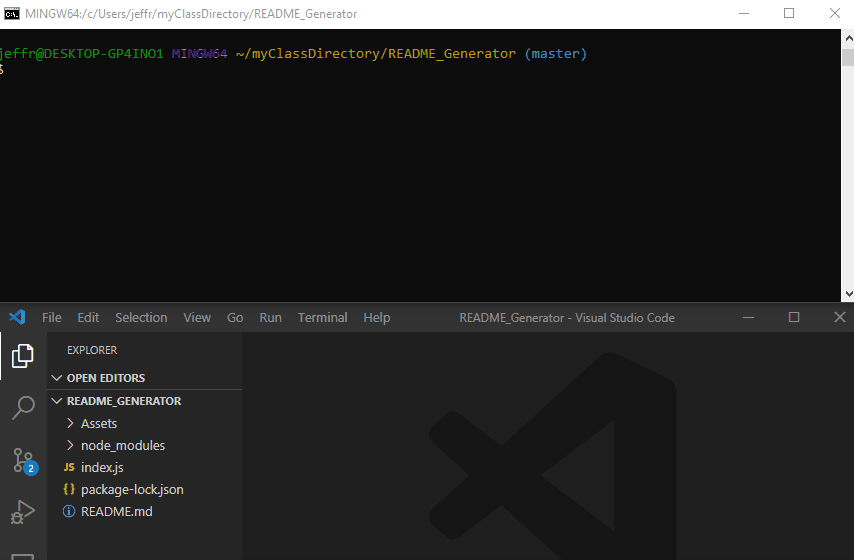 MINGW64:/c/Users/jeffr/myClassDirectory/README_Generator
jeffr@DESKTOP-GP4INO1 MINGW64 ~/myClassDirectory/README_Generator (master)
$
File Edit Selection View Go Run Terminal Help README_Generator - Visual Studio Code
EXPLORER
OPEN EDITORS
README_GENERATOR
Assets
node_modules
JS index.js
{ } package-lock.json
README.md
2